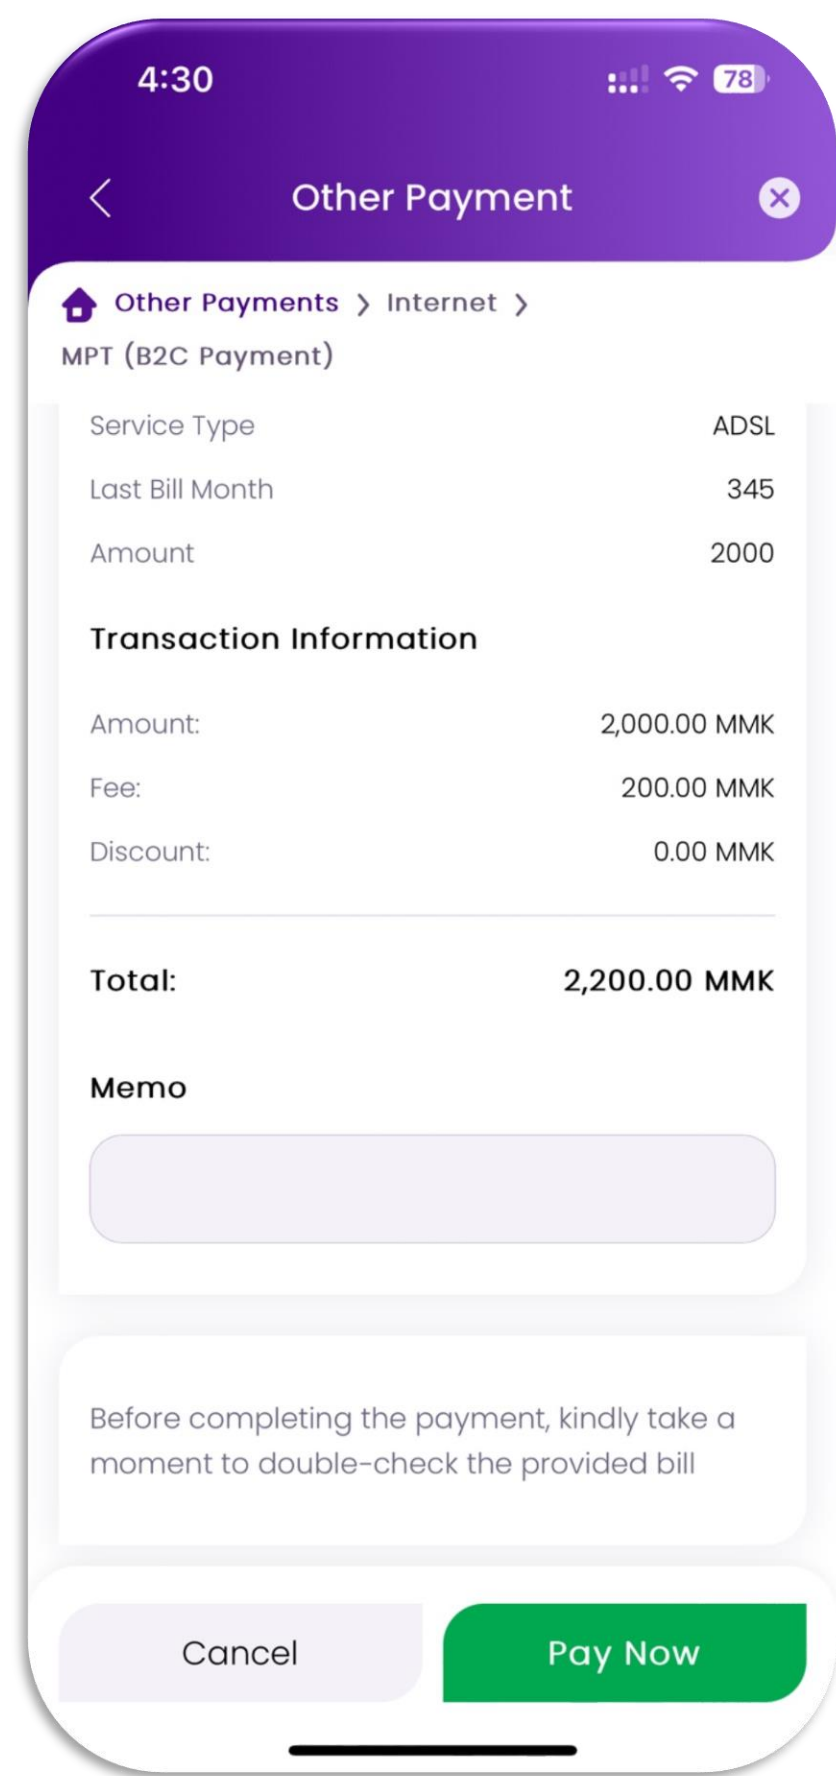 4:30 78
Other Payment
Other Payments > Internet >
MPT (B2C Payment)
Service Type ADSL
Last Bill Month 345
Amount 2000
Transaction Information
Amount: 2,000.00 MMK
Fee: 200.00 MMK
Discount: 0.00 MMK
Total: 2,200.00 MMK
Memo
Before completing the payment, kindly take a
moment to double-check the provided bill
Cancel Pay Now